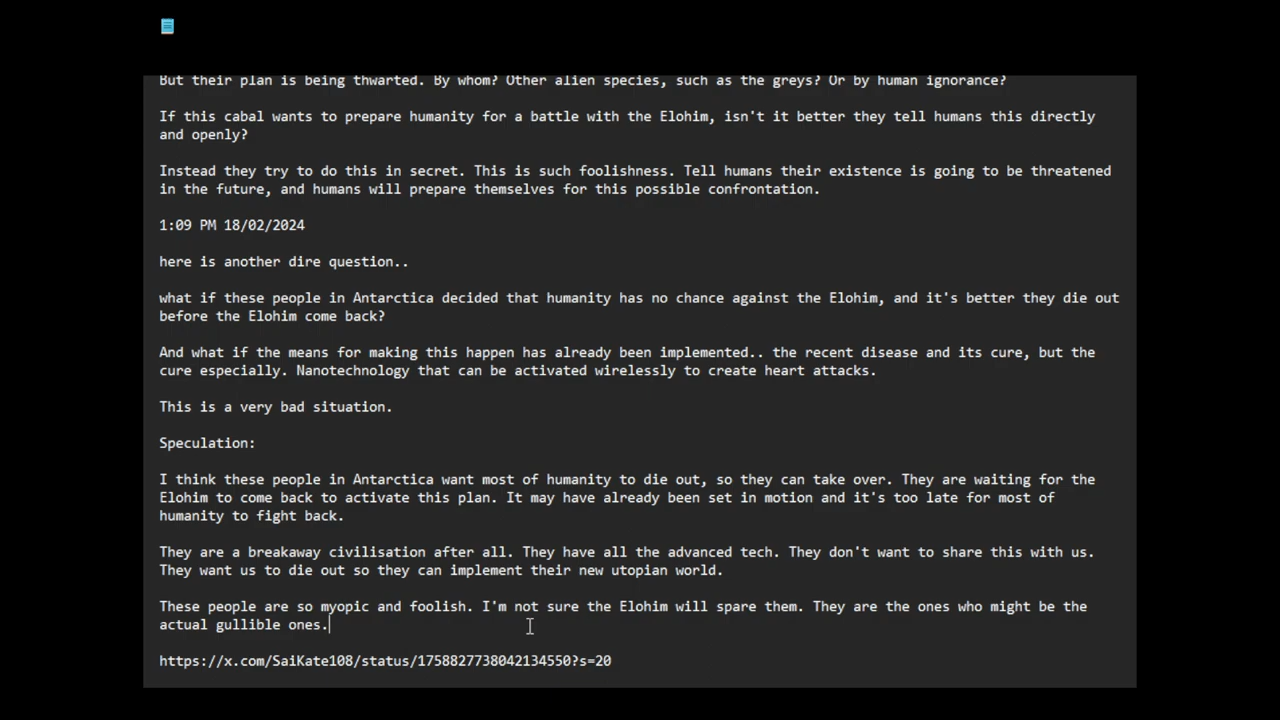 But their plan is being thwarted. By whom? Other alien species, such as the greys? Or by human ignorance?
If this cabal wants to prepare humanity for a battle with the Elohim, isn't it better they tell humans this directly
and openly?
Instead they try to do this in secret. This is such foolishness. Tell humans their existence is going to be threatened
in the future, and humans will prepare themselves for this possible confrontation.
1:09 PM 18/02/2024
here is another dire question..
what if these people in Antarctica decided that humanity has no chance against the Elohim, and it's better they die out
before the Elohim come back?
And what if the means for making this happen has already been implemented.. the recent disease and its cure, but the
cure especially. Nanotechnology that can be activated wirelessly to create heart attacks.
This is a very bad situation.
Speculation:
I think these people in Antarctica want most of humanity to die out, so they can take over. They are waiting for the
Elohim to come back to activate this plan. It may have already been set in motion and it's too late for most of
humanity to fight back.
They are a breakaway civilisation after all. They have all the advanced tech. They don't want to share this with us.
They want us to die out so they can implement their new utopian world.
These people are so myopic and foolish. I'm not sure the Elohim will spare them. They are the ones who might be the
actual gullible ones.
https://x.com/SaiKate108/status/1758827738042134550?s=20